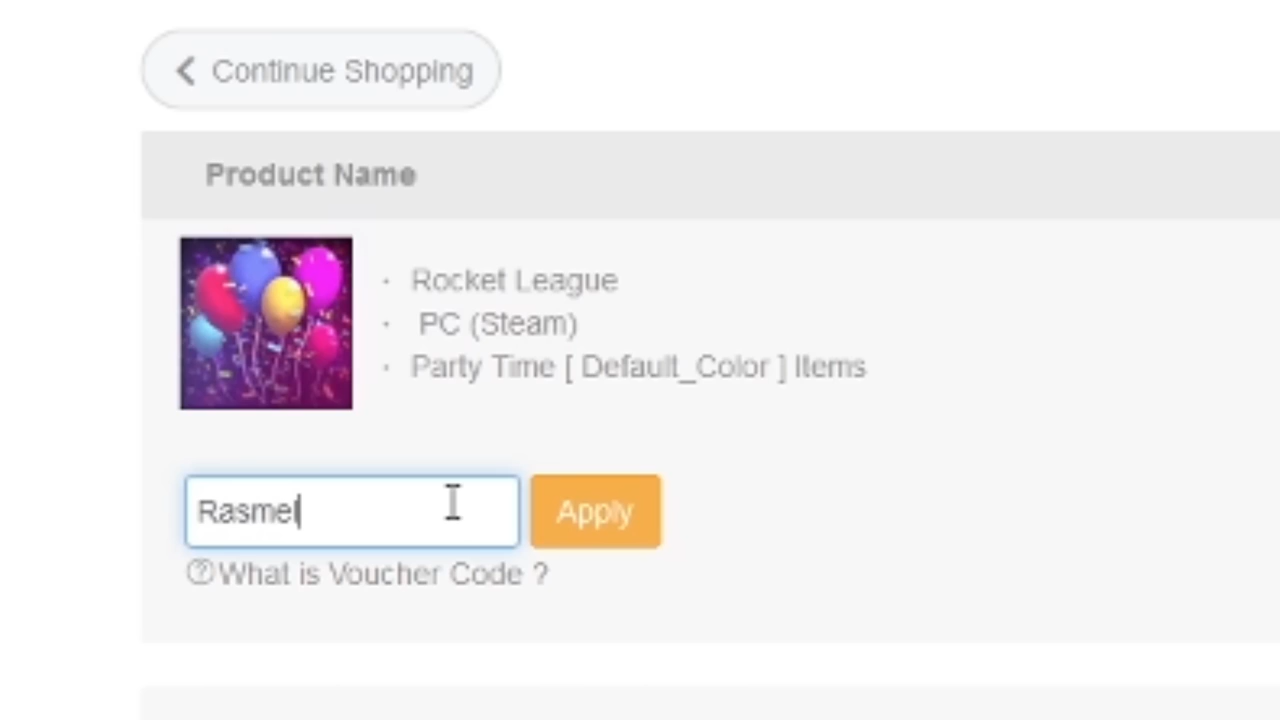 Continue Shopping
Product Name
· Rocket League
· PC (Steam)
· Party Time [ Default_Color ] Items
Rasmel
Apply
What is Voucher Code ?